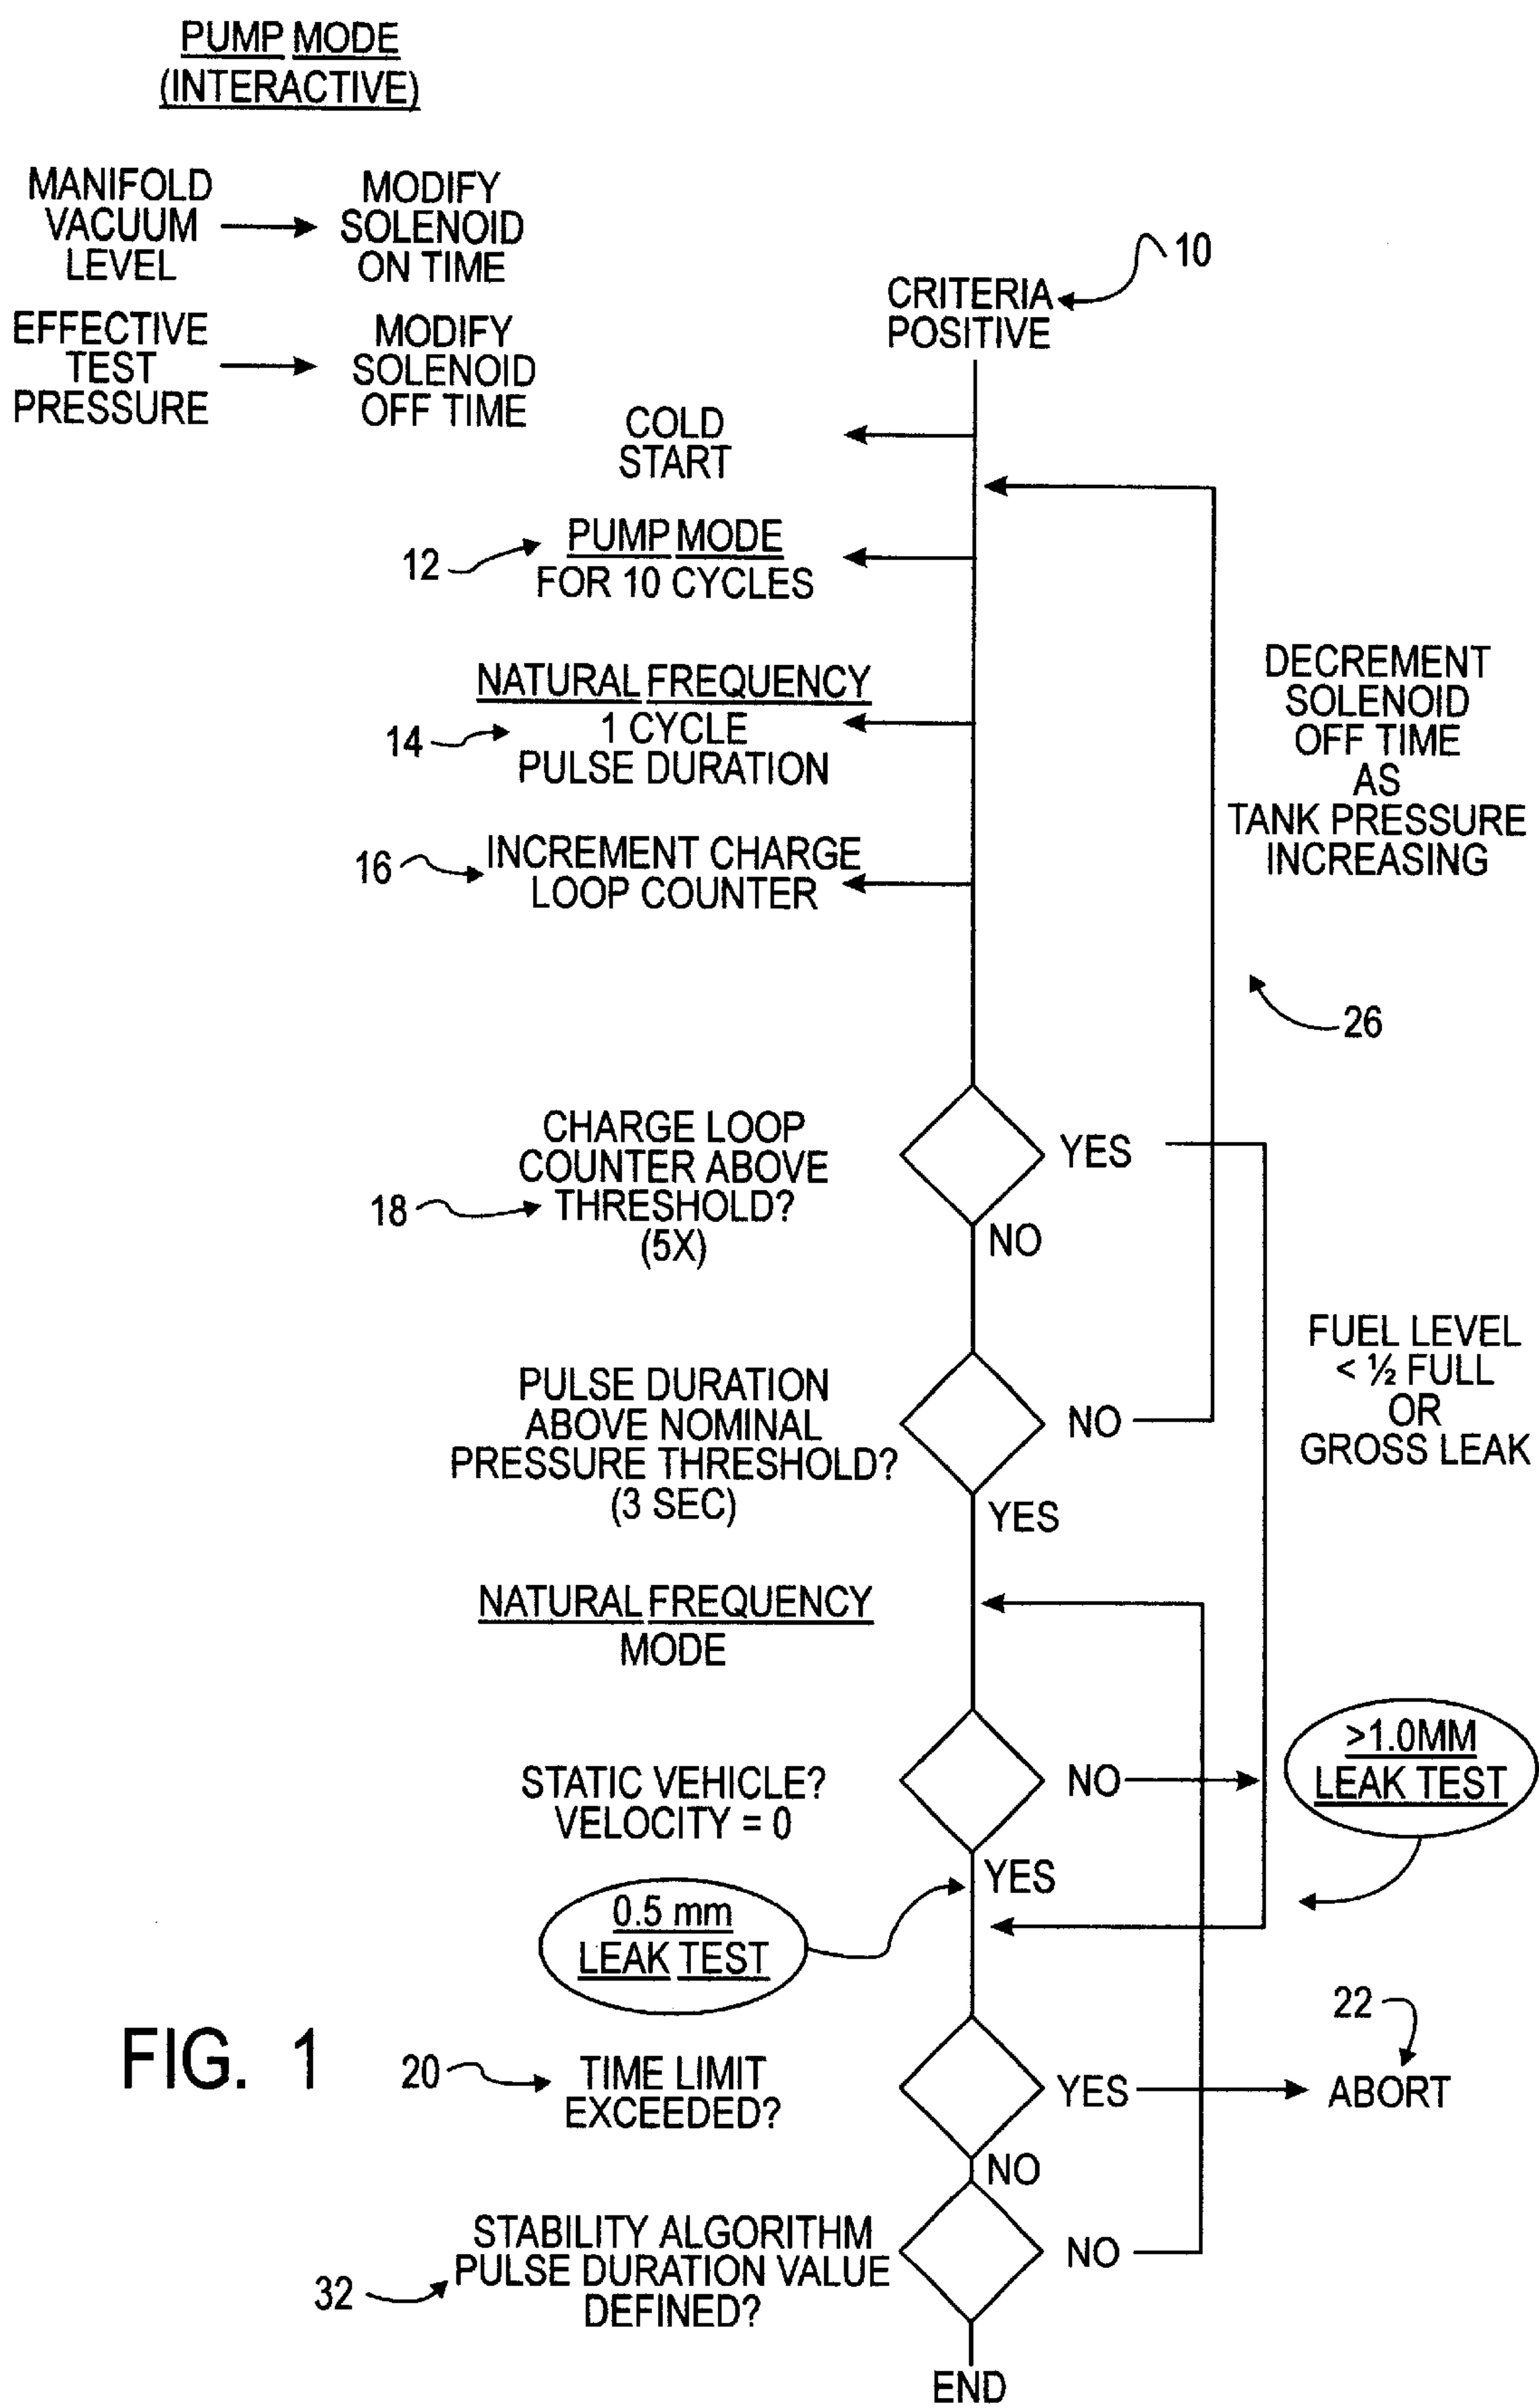 PUMP MODE
(INTERACTIVE)
MANIFOLD
VACUUM
LEVEL
MODIFY
SOLENOID
ON TIME
EFFECTIVE
TEST
PRESSURE
MODIFY
SOLENOID
OFF TIME
10
CRITERIA
POSITIVE
COLD
START
12
PUMP MODE
FOR 10 CYCLES
14
NATURAL FREQUENCY
1 CYCLE
PULSE DURATION
16
INCREMENT CHARGE
LOOP COUNTER
DECREMENT
SOLENOID
OFF TIME
AS
TANK PRESSURE
INCREASING
26
18
CHARGE LOOP
COUNTER ABOVE
THRESHOLD?
(5X)
YES
NO
PULSE DURATION
ABOVE NOMINAL
PRESSURE THRESHOLD?
(3 SEC)
NO
YES
FUEL LEVEL
< ½ FULL
OR
GROSS LEAK
NATURAL FREQUENCY
MODE
STATIC VEHICLE?
VELOCITY = 0
NO
YES
>1.0MM
LEAK TEST
0.5 mm
LEAK TEST
FIG. 1
20
TIME LIMIT
EXCEEDED?
YES
NO
22
ABORT
32
STABILITY ALGORITHM
PULSE DURATION VALUE
DEFINED?
NO
END